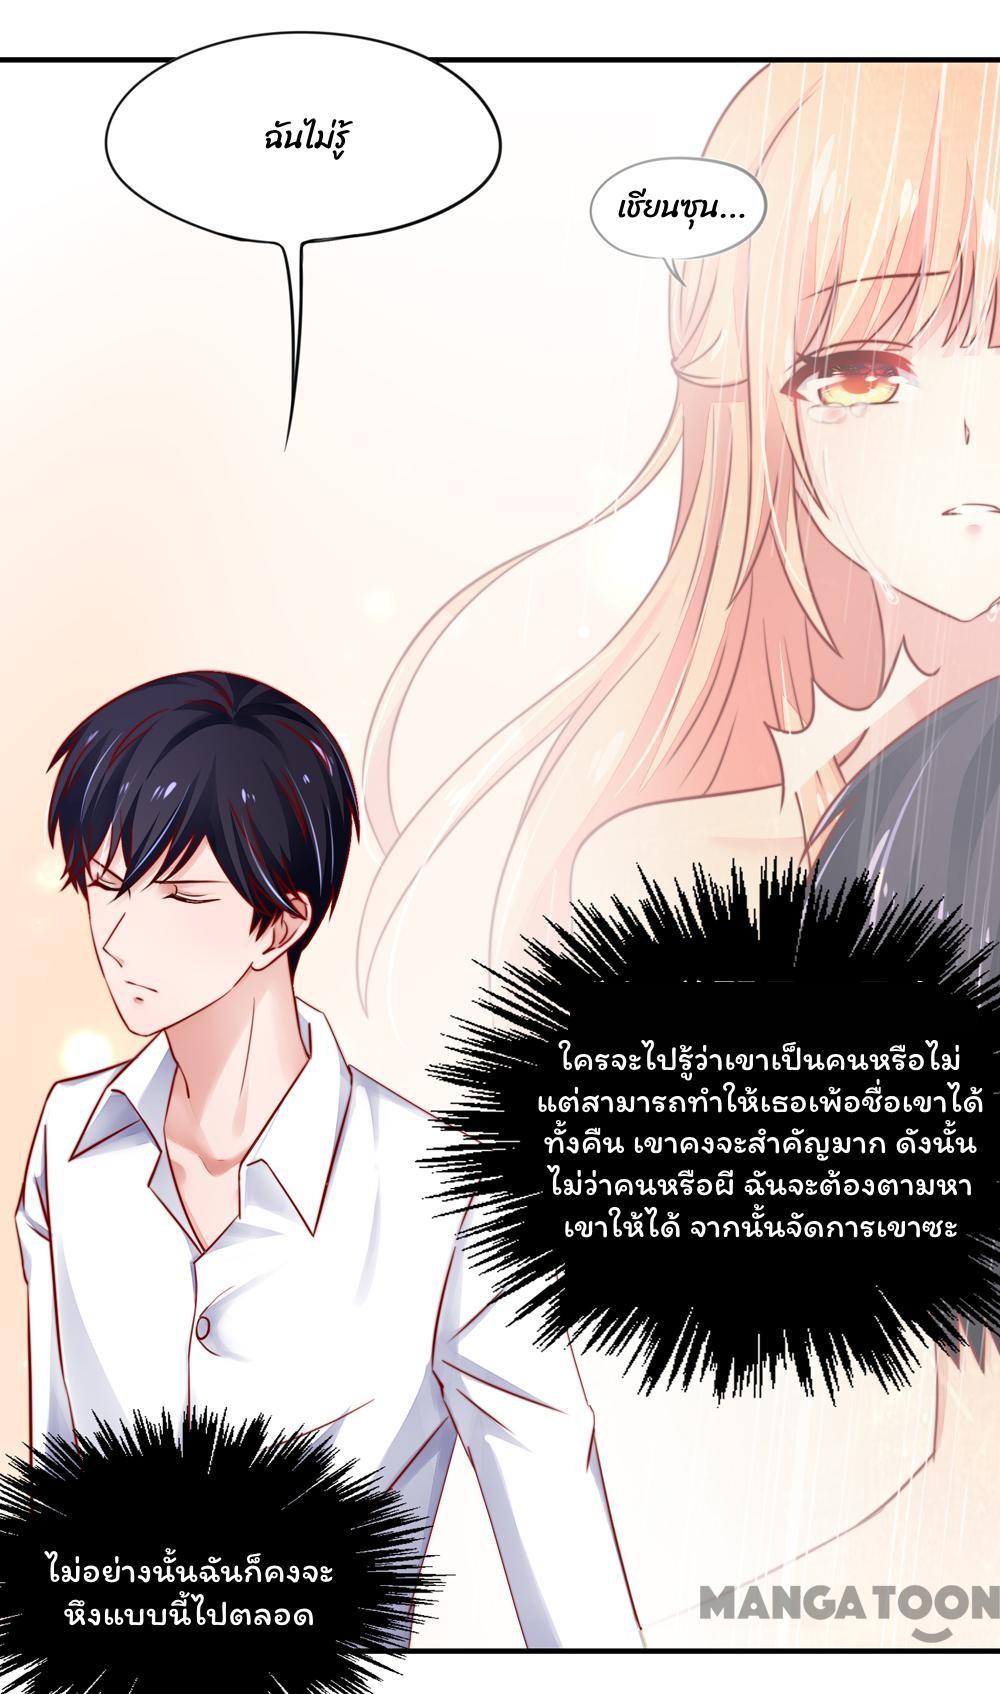 ฉันไม่รู้
เชียนซุน...
ใครจะไปรู้ว่าเขาเป็นคนหรือไม่
แต่สามารถทำให้เธอเพ้อชื่อเขาได้
ทั้งคืน เขาคงจะสำคัญมาก ดังนั้น
ไม่ว่าคนหรือผี ฉันจะต้องตามหา
เขาให้ได้ จากนั้นจัดการเขาซะ
ไม่อย่างนั้นฉันก็คงจะ
หึงแบบนี้ไปตลอด
MANGATOON